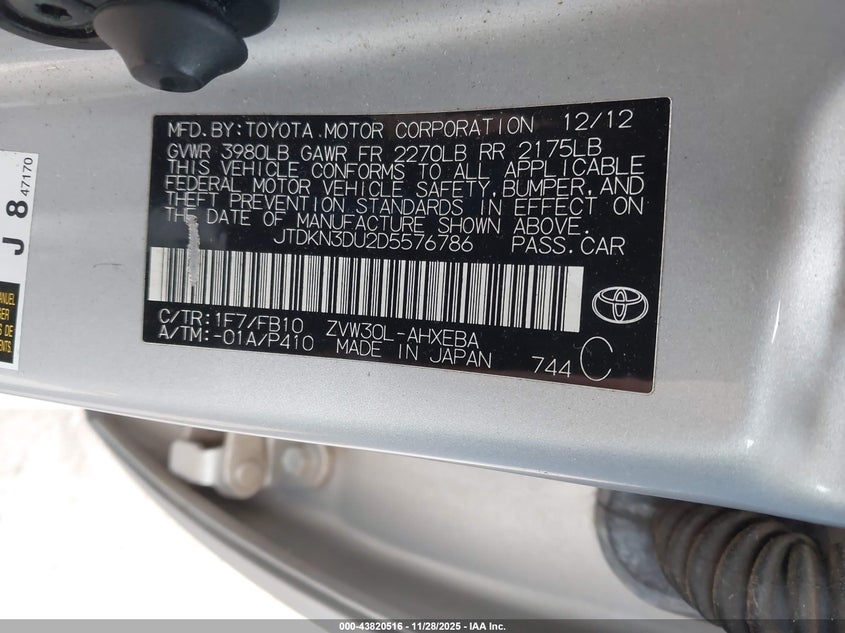 MFD.BY:TOYOTA MOTOR CORPORATION 12/12
GVWR 3980LB GAWR FR 2270LB RR 2175LB
THIS VEHICLE CONFORMS TO ALL APPLICABLE
FEDERAL MOTOR VEHICLE SAFETY,BUMPER,AND
THEFT PREVENTION STANDARDS IN EFFECT ON
THE DATE OF MANUFACTURE SHOWN ABOVE.
JTDKN3DU2D5576786 PASS.CAR
C/TR:1F7/FB10 ZVW30L-AHXEBA
A/TM:-01A/P410 MADE IN JAPAN 744 C
J 8 47170
000-43820516 | 11/28/2025 - IAA Inc.